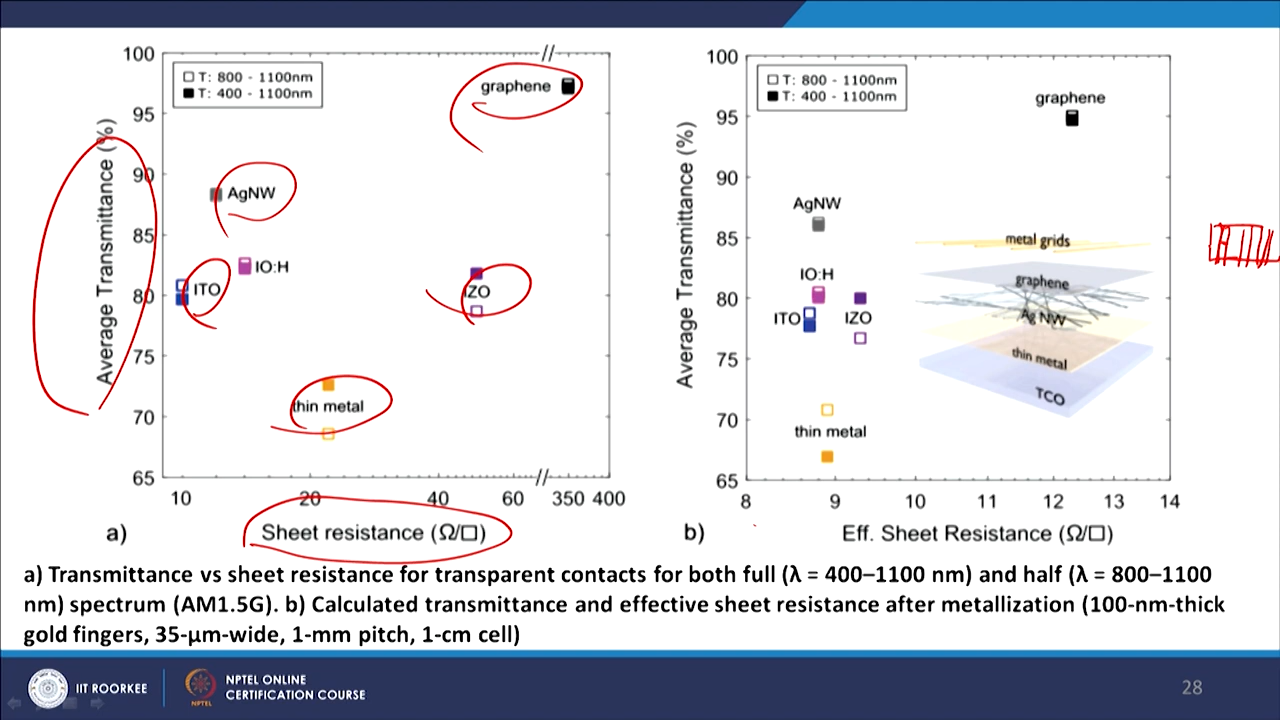 100
95
90
85
80
75
70
65
Average Transmittance (%)
T: 800 - 1100nm
T: 400 - 1100nm
graphene
AgNW
IO:H
ITO
IZO
thin metal
10 20 40 60 350 400
Sheet resistance (Ω/□)
a)
100
95
90
85
80
75
70
65
Average Transmittance (%)
T: 800 - 1100nm
T: 400 - 1100nm
graphene
AgNW
IO:H
ITO
IZO
thin metal
metal grids
graphene
Ag NW
thin metal
TCO
8 9 10 11 12 13 14
Eff. Sheet Resistance (Ω/□)
b)
a) Transmittance vs sheet resistance for transparent contacts for both full (λ = 400–1100 nm) and half (λ = 800–1100
nm) spectrum (AM1.5G). b) Calculated transmittance and effective sheet resistance after metallization (100-nm-thick
gold fingers, 35-μm-wide, 1-mm pitch, 1-cm cell)
IIT ROORKEE
NPTEL
NPTEL ONLINE
CERTIFICATION COURSE
28